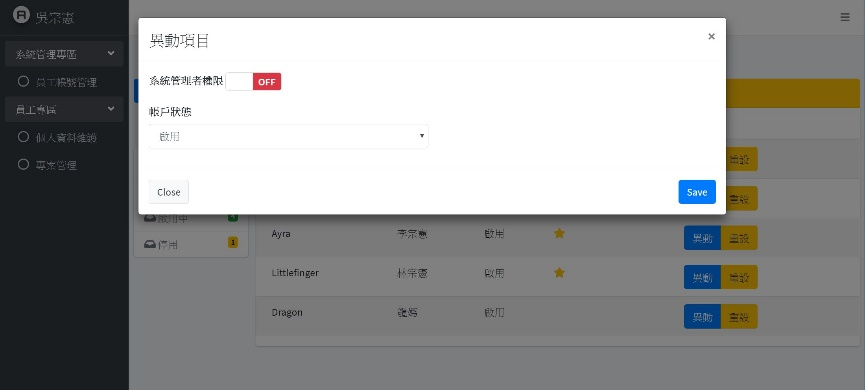 吳宗憲
系統管理專區
員工帳號管理
員工專區
個人資料維護
專案管理
異動項目
×
系統管理者權限 OFF
帳戶狀態
啟用
Close
Save
重設
重設
啟用中
停用 1
Ayra 李宗憲 啟用 異動 重設
Littlefinger 林宗憲 啟用 異動 重設
Dragon 啟用 異動 重設